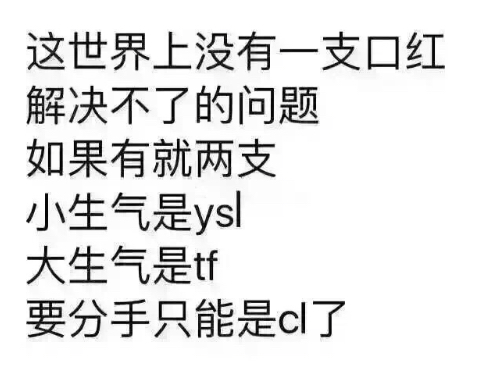 这世界上没有一支口红
解决不了的问题
如果有就两支
小生气是ysl
大生气是tf
要分手只能是cl了